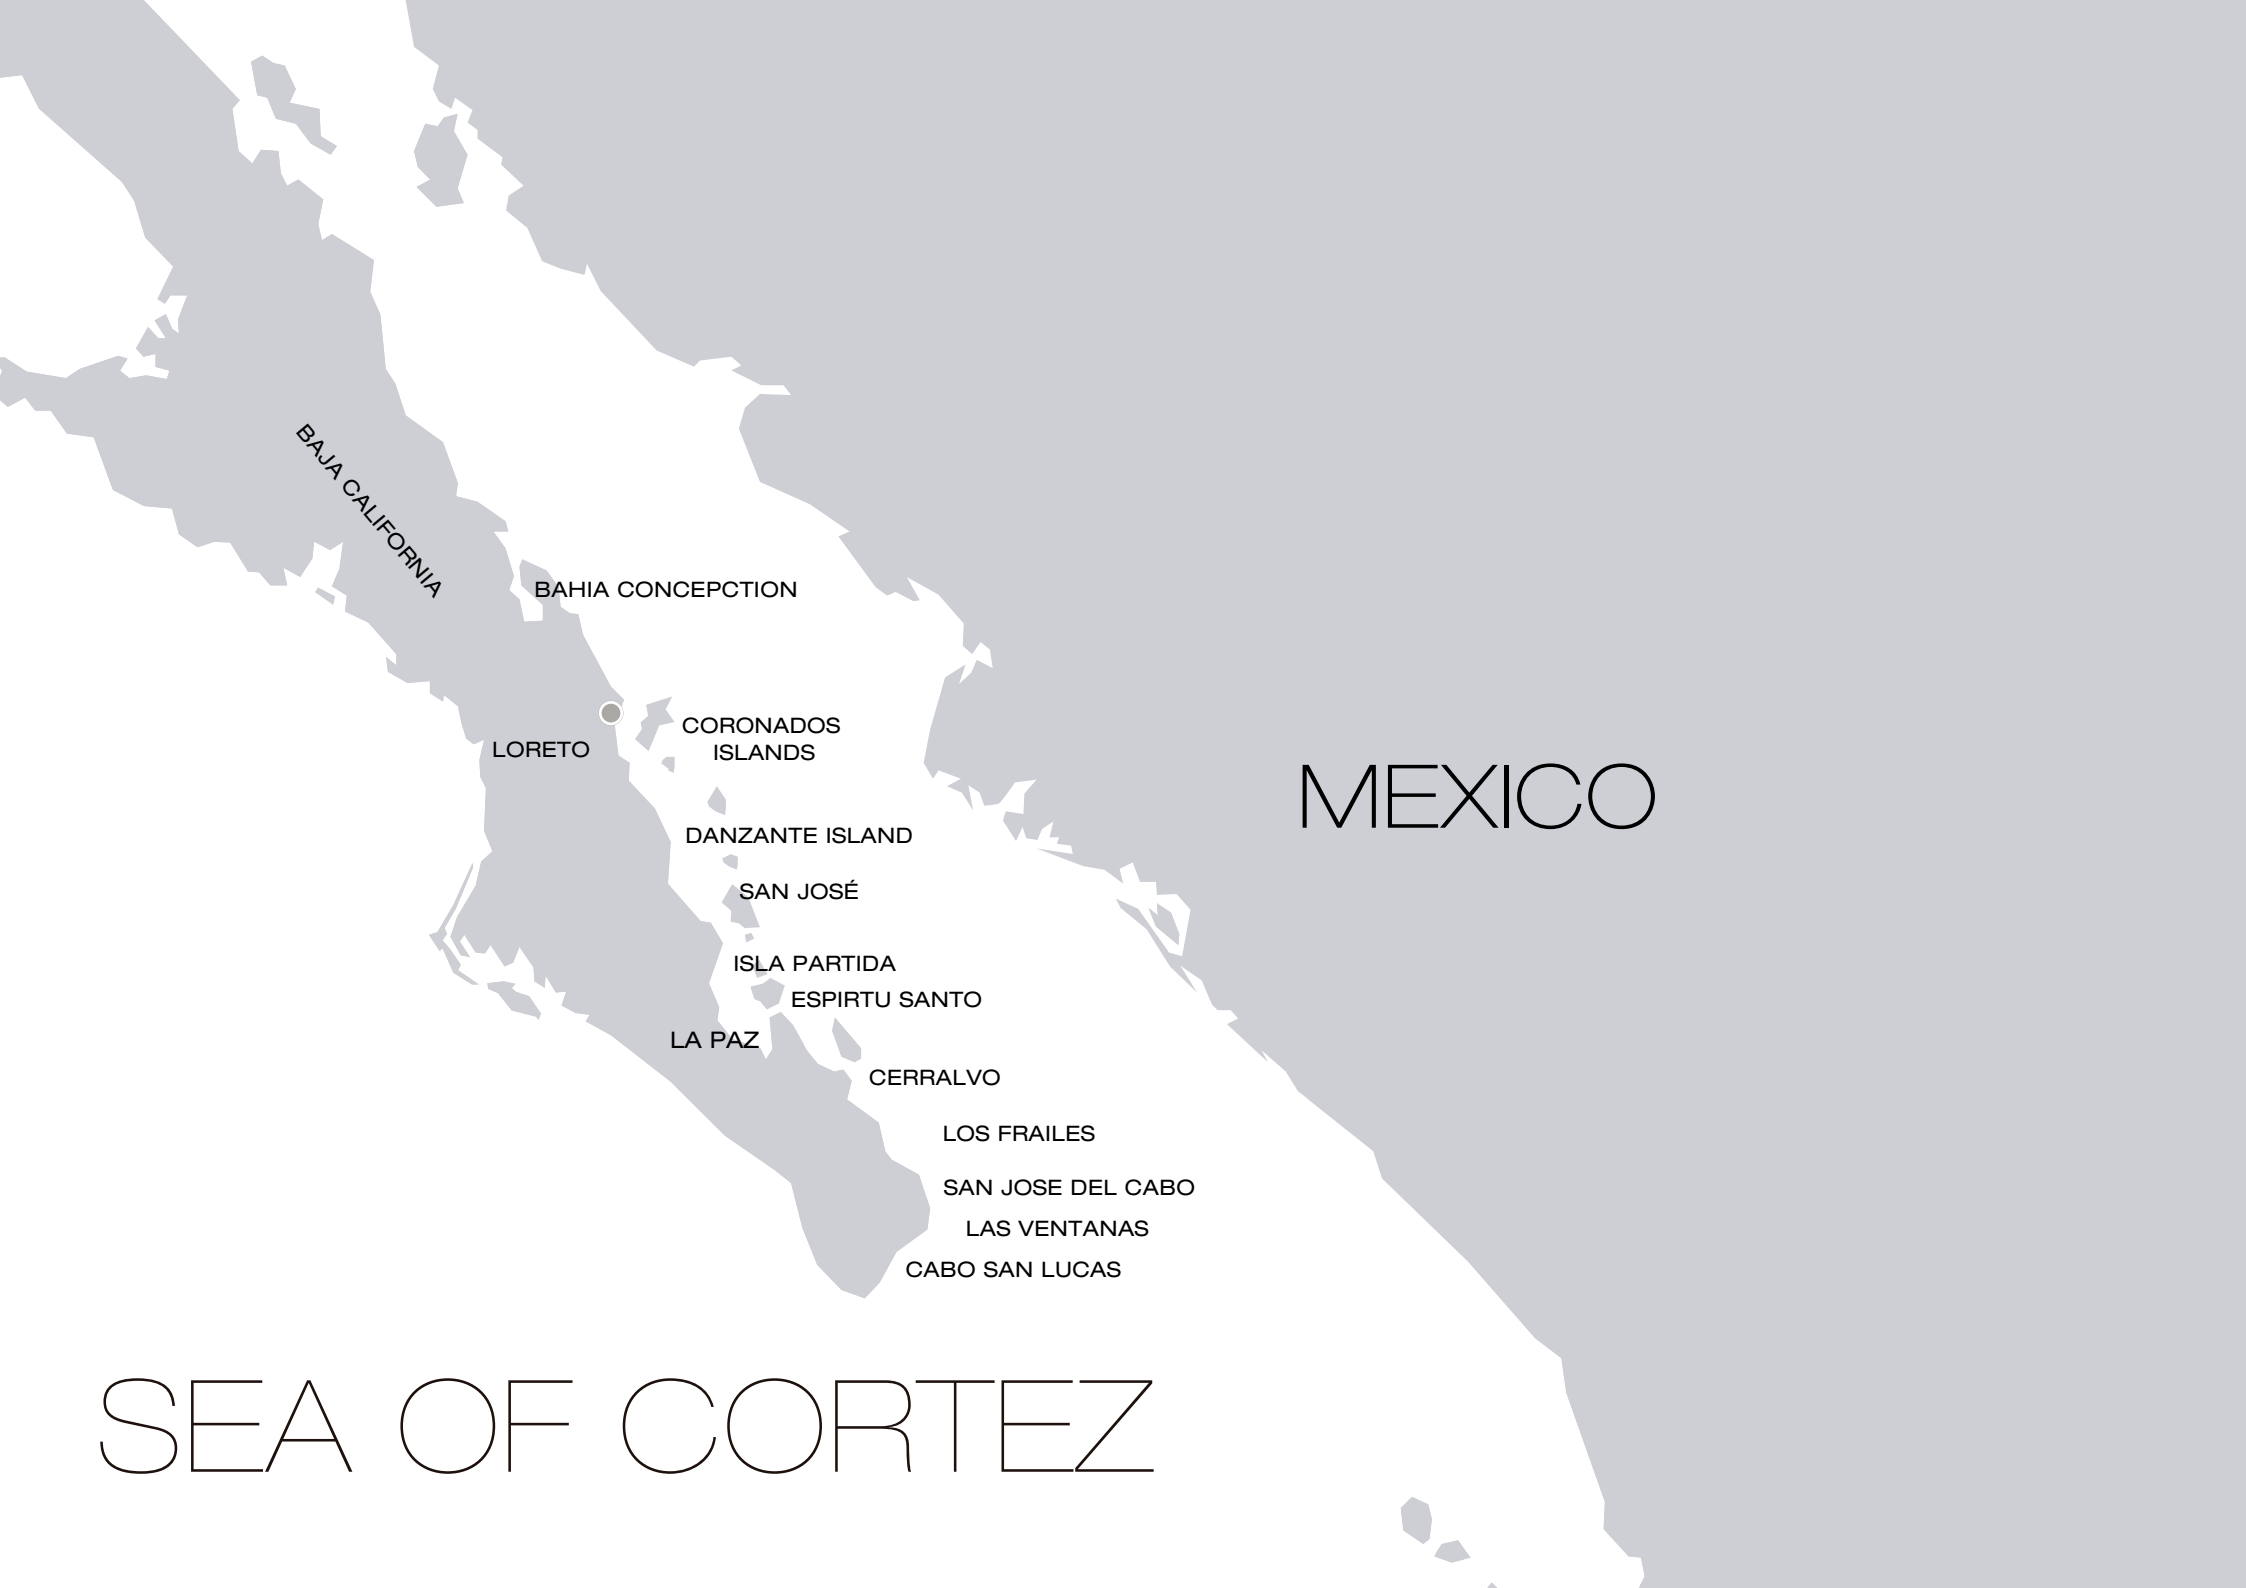 BAJA CALIFORNIA
BAHIA CONCEPCTION
CORONADOS
ISLANDS
LORETO
MEXICO
DANZANTE ISLAND
SAN JOSÉ
ISLA PARTIDA
ESPIRTU SANTO
LA PAZ
CERRALVO
LOS FRAILES
SAN JOSE DEL CABO
LAS VENTANAS
CABO SAN LUCAS
SEA OF CORTEZ